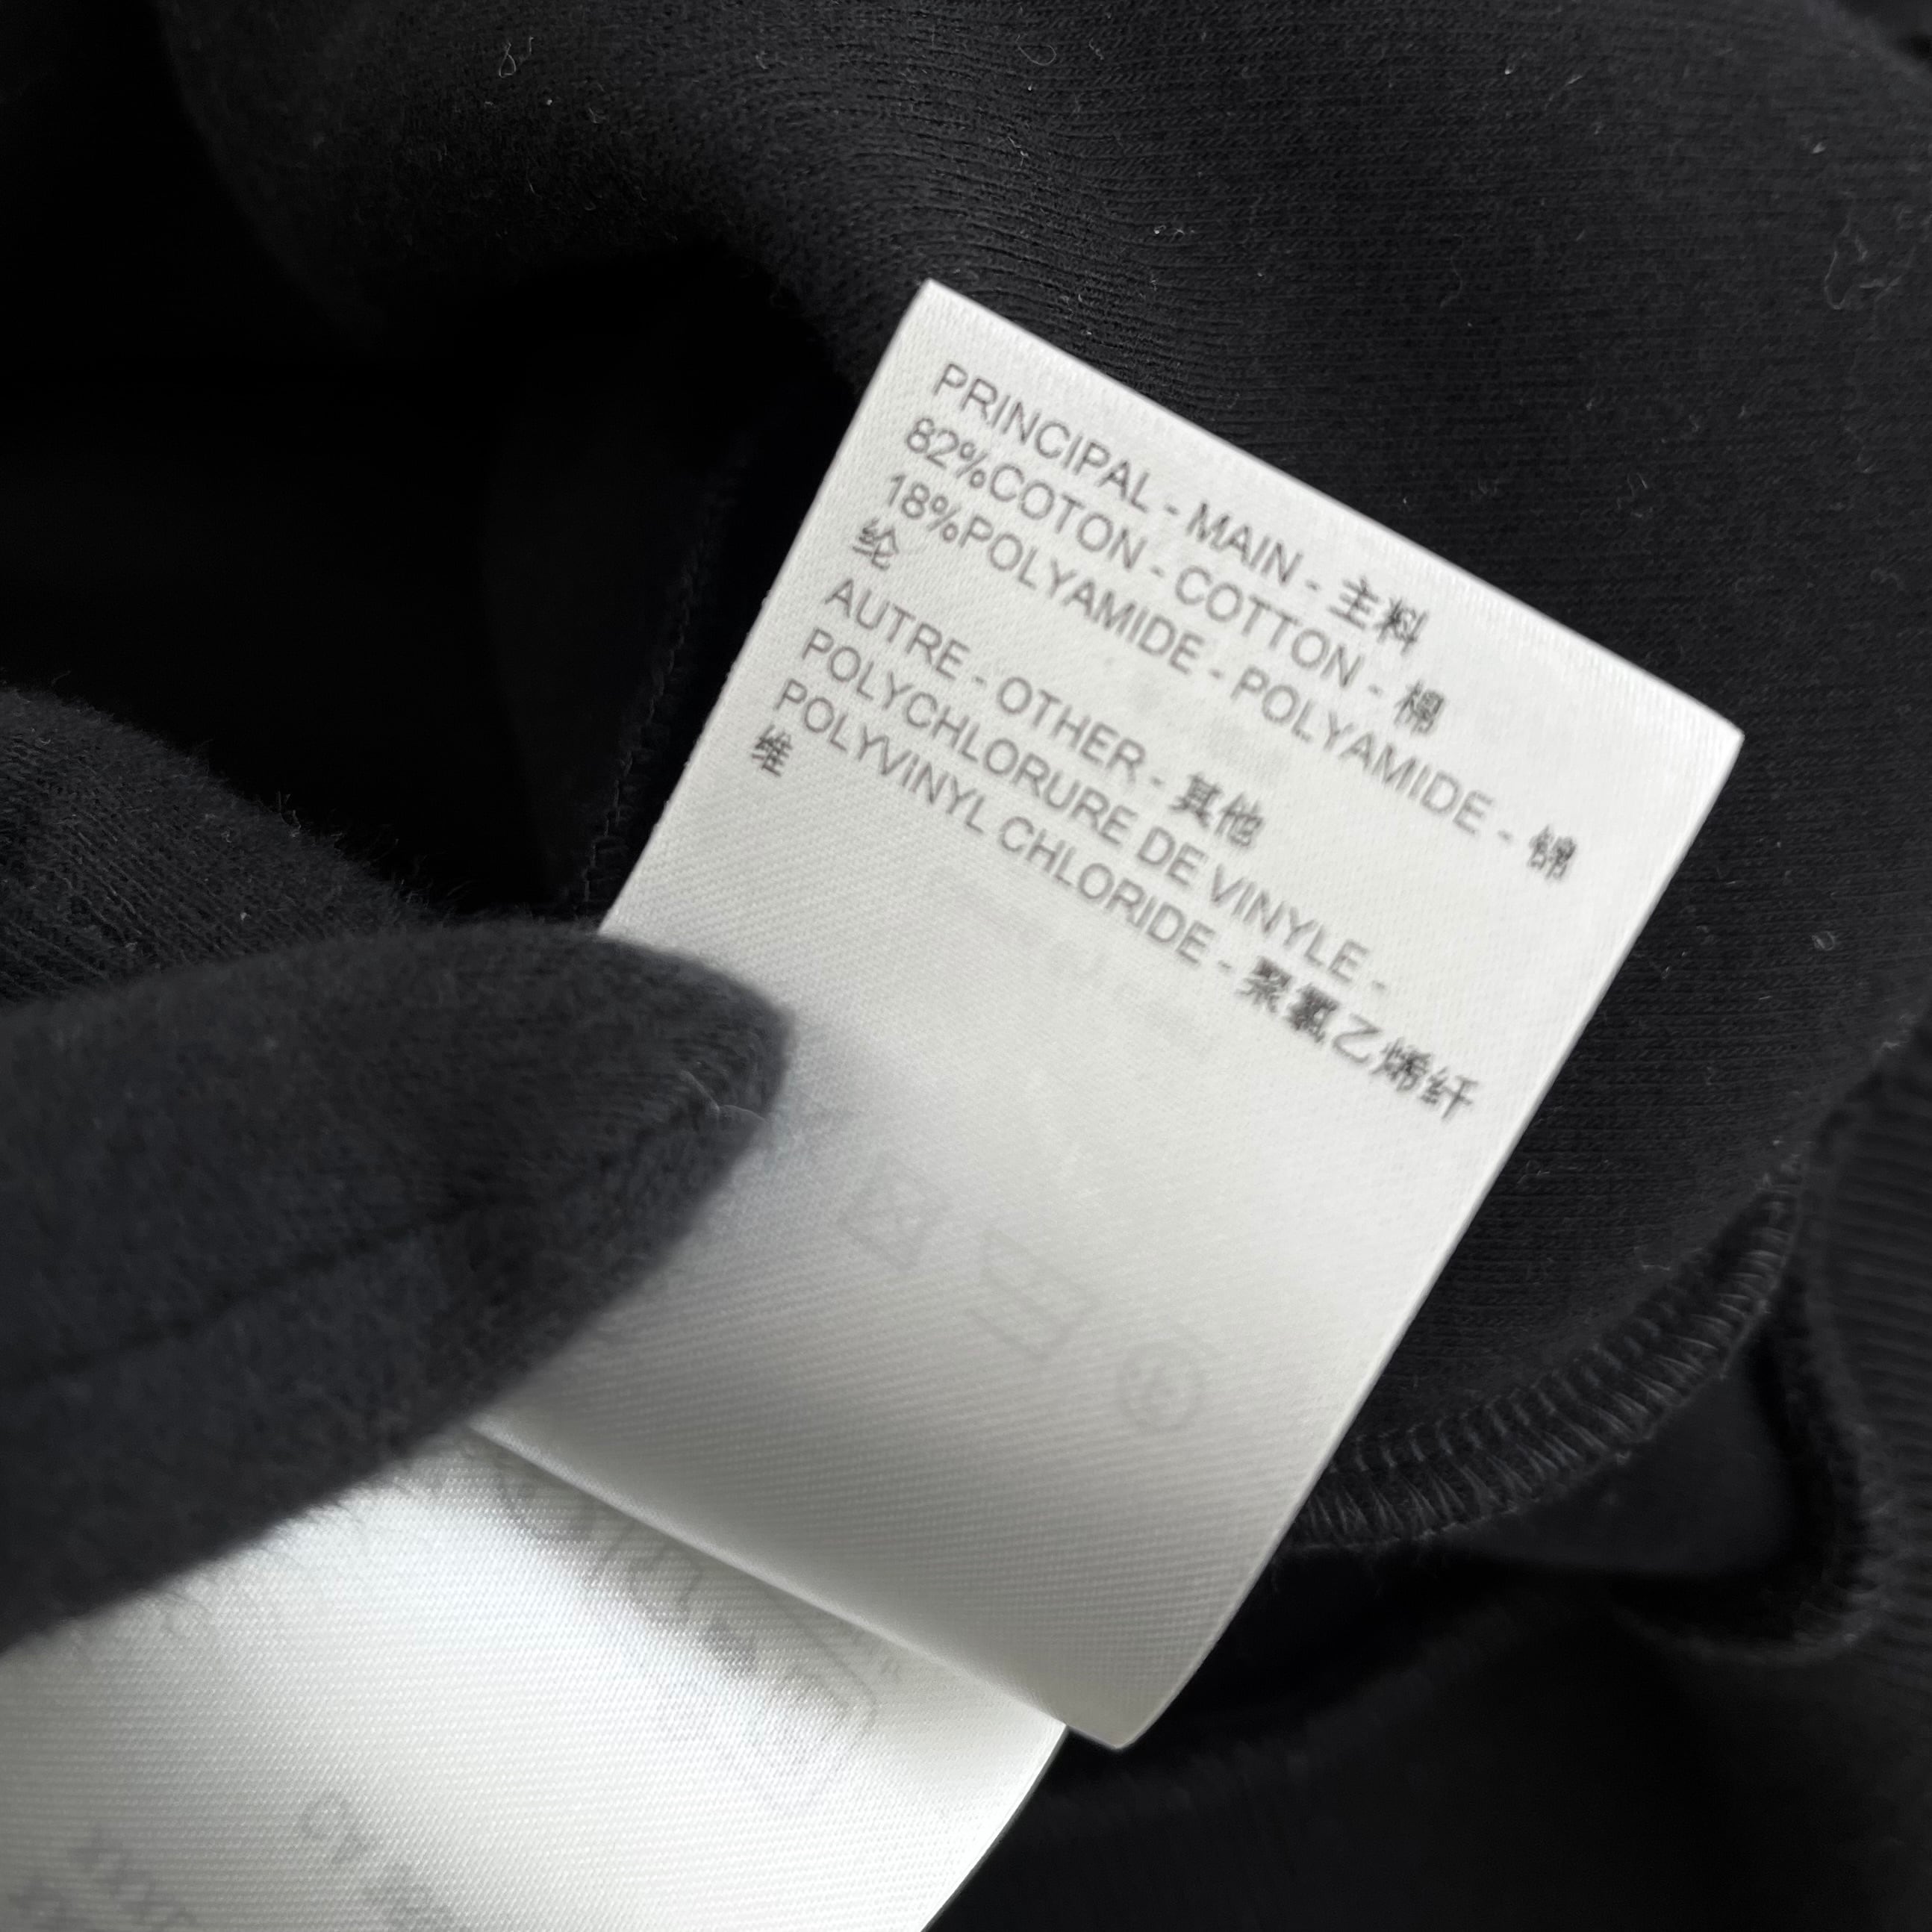 PRINCIPAL - MAIN - 主料
82%COTON - COTTON - 棉
18%POLYAMIDE - POLYAMIDE - 锦
纶
AUTRE - OTHER - 其他
POLYCHLORURE DE VINYLE -
POLYVINYL CHLORIDE - 聚氯乙烯纤
维